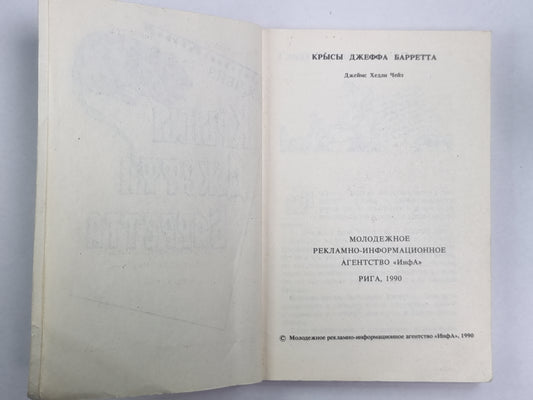 КРЫСЫ ДЖЕФФА БАРРЕТТА
Джеймс Хедли Чейз
МОЛОДЕЖНОЕ
РЕКЛАМНО-ИНФОРМАЦИОННОЕ
АГЕНТСТВО «ИнфА»
РИГА, 1990
© Молодежное рекламно-информационное агентство «ИнфА», 1990